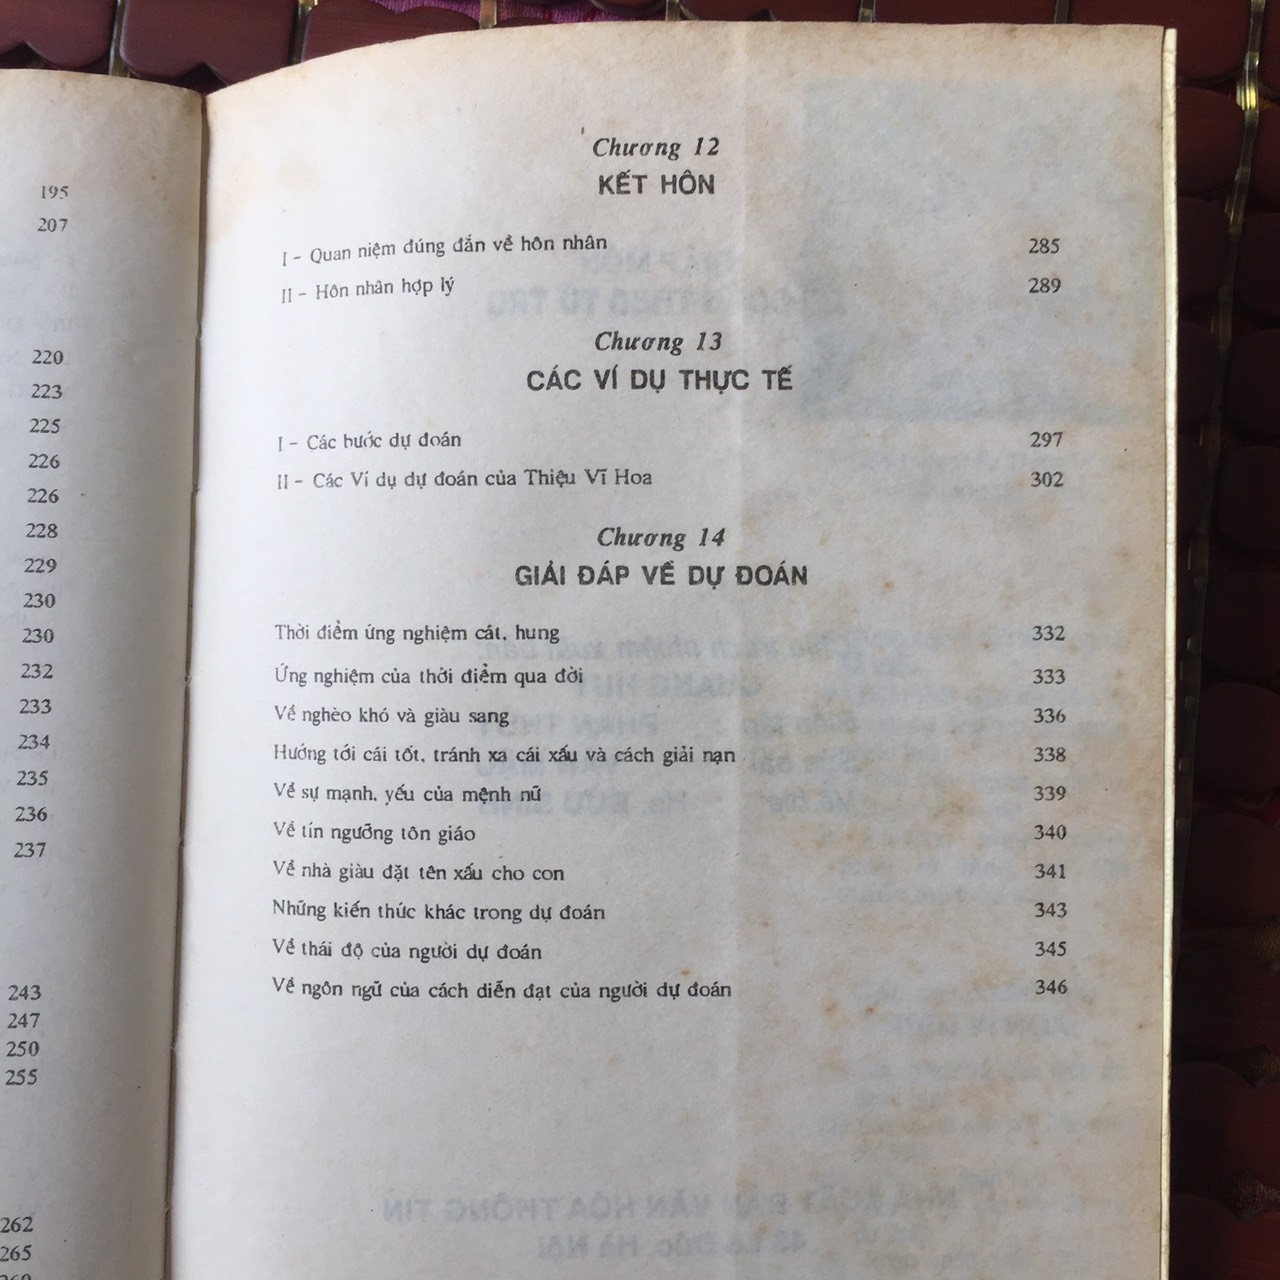 195
207
220
223
225
226
226
228
229
230
230
232
233
234
235
236
237
243
247
250
255
262
265
Chương 12
KẾT HÔN
I - Quan niệm đúng đắn về hôn nhân 285
II - Hôn nhân hợp lý 289
Chương 13
CÁC VÍ DỤ THỰC TẾ
I - Các bước dự đoán 297
II - Các Ví dụ dự đoán của Thiệu Vĩ Hoa 302
Chương 14
GIẢI ĐÁP VỀ DỰ ĐOÁN
Thời điểm ứng nghiệm cát, hung 332
Ứng nghiệm của thời điểm qua đời 333
Về nghèo khó và giàu sang 336
Hướng tới cái tốt, tránh xa cái xấu và cách giải nạn 338
Về sự mạnh, yếu của mệnh nữ 339
Về tín ngưỡng tôn giáo 340
Về nhà giàu đặt tên xấu cho con 341
Những kiến thức khác trong dự đoán 343
Về thái độ của người dự đoán 345
Về ngôn ngữ của cách diễn đạt của người dự đoán 346